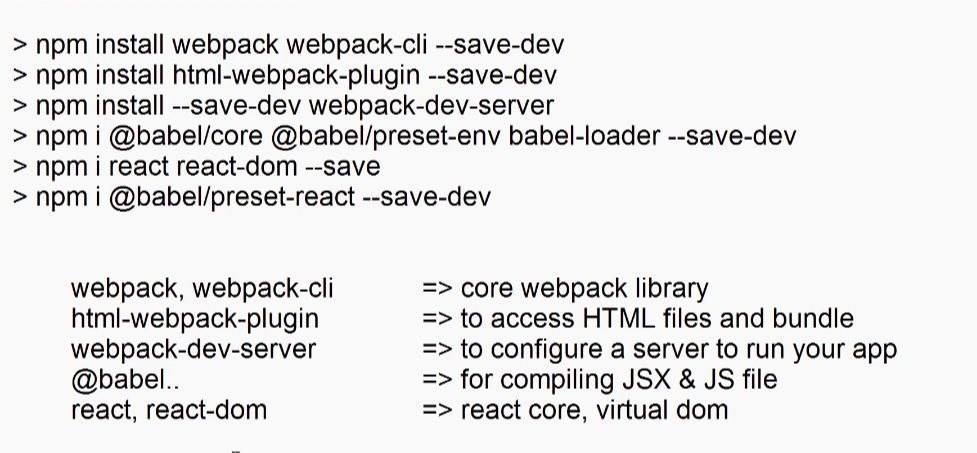 > npm install webpack webpack-cli --save-dev
> npm install html-webpack-plugin --save-dev
> npm install --save-dev webpack-dev-server
> npm i @babel/core @babel/preset-env babel-loader --save-dev
> npm i react react-dom --save
> npm i @babel/preset-react --save-dev
webpack, webpack-cli => core webpack library
html-webpack-plugin => to access HTML files and bundle
webpack-dev-server => to configure a server to run your app
@babel.. => for compiling JSX & JS file
react, react-dom => react core, virtual dom